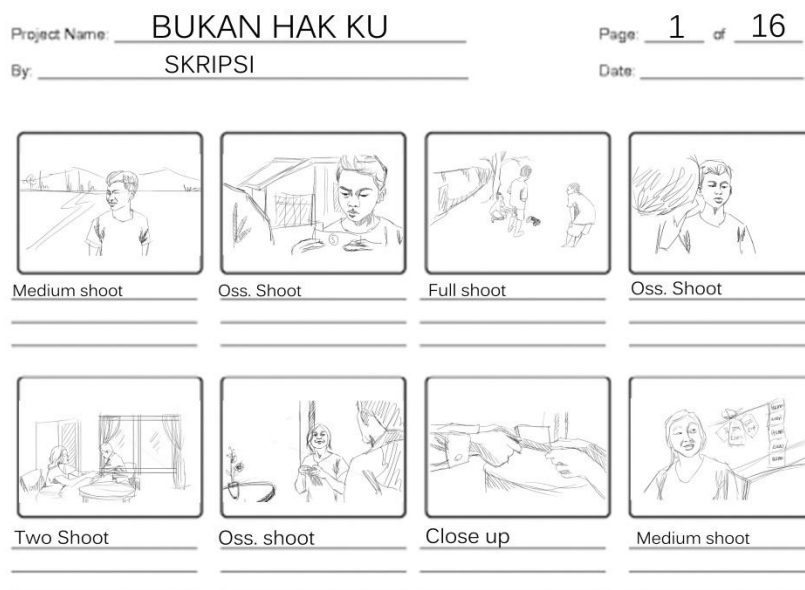 Project Name: BUKAN HAK KU
Page: 1 of 16
By: SKRIPSI
Date:
Medium shoot
Oss. Shoot
Full shoot
Oss. Shoot
Two Shoot
Oss. shoot
Close up
Medium shoot